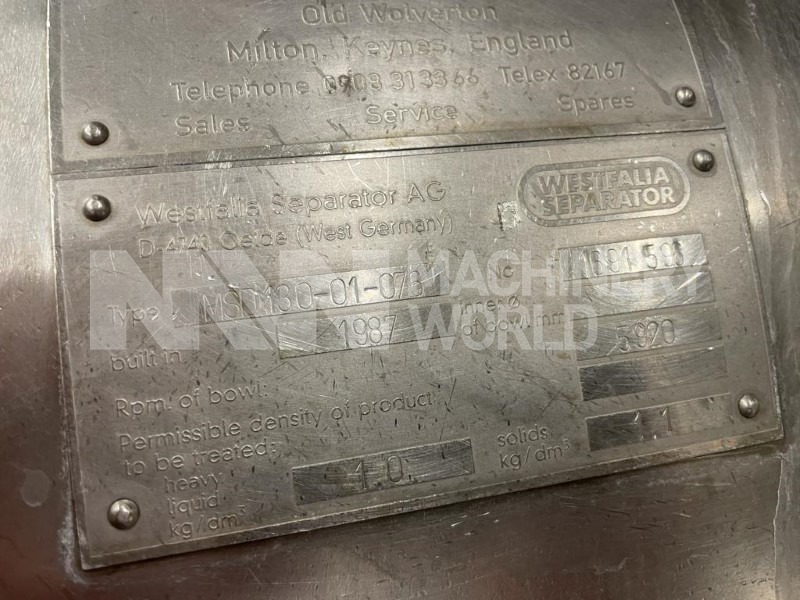 Old Wolverton
Milton, Keynes, England
Telephone 0908 313366 Telex 82167
Sales Service Spares
Westfalia Separator AG
WESTFALIA SEPARATOR
D-4740 Oelde (West Germany)
Type MSD130-01-076 No 1691 593
built in 1987 inner ø of bowl, mm
Rpm. of bowl: 5920
Permissible density of product
to be treated:
heavy liquid kg/dm³ 1.0 solids kg/dm³ 1.1
MACHINERY
WORLD